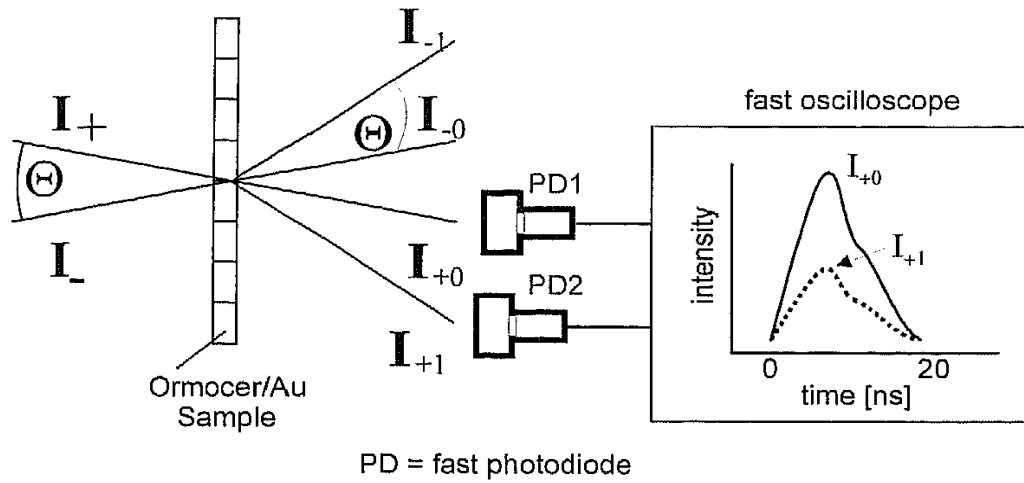 I₋₁
I₊
Θ
I₋₀
Θ
I₋
I₊₀
I₊₁
Ormocer/Au
Sample
PD1
PD2
fast oscilloscope
intensity
I₊₀
I₊₁
0
20
time [ns]
PD = fast photodiode